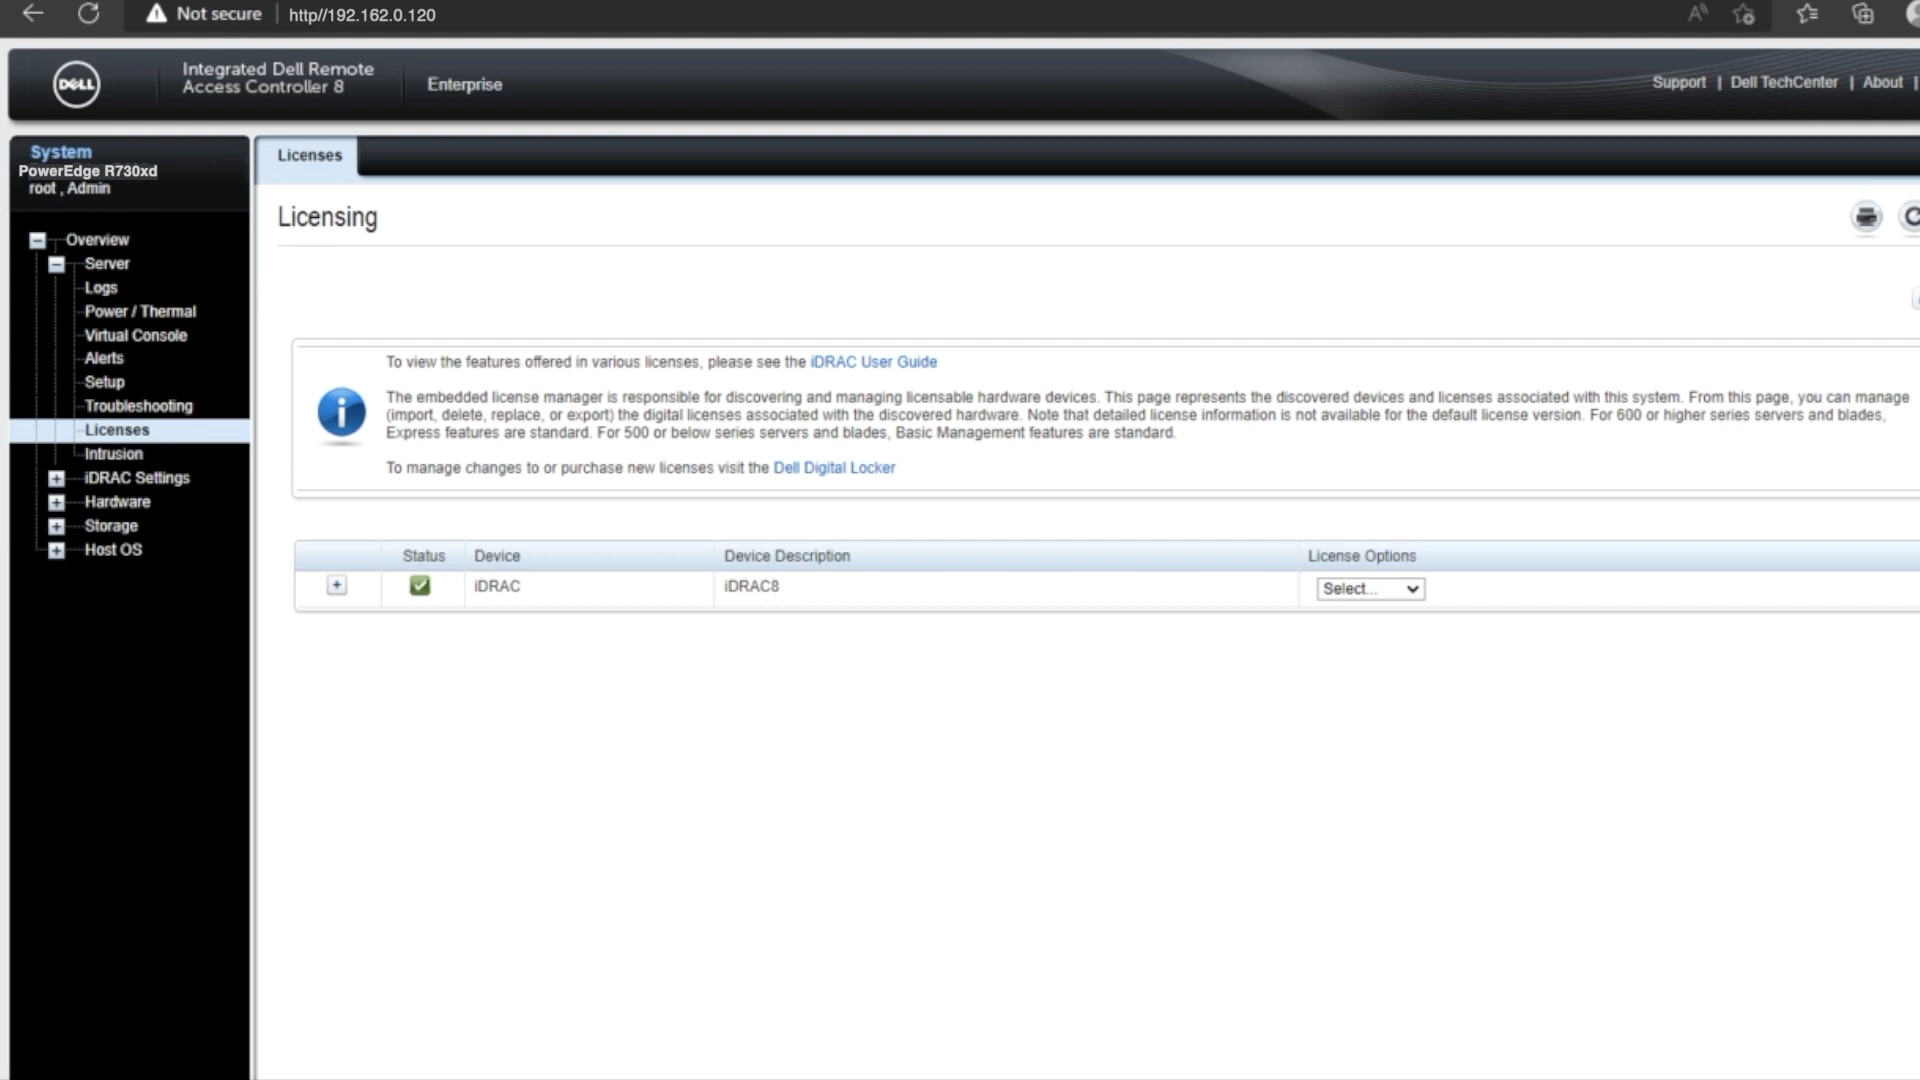 Not secure http//192.162.0.120
DELL
Integrated Dell Remote
Access Controller 8
Enterprise
Support | Dell TechCenter | About |
System
PowerEdge R730xd
root , Admin
Overview
Server
Logs
Power / Thermal
Virtual Console
Alerts
Setup
Troubleshooting
Licenses
Intrusion
iDRAC Settings
Hardware
Storage
Host OS
Licenses
Licensing
To view the features offered in various licenses, please see the iDRAC User Guide
The embedded license manager is responsible for discovering and managing licensable hardware devices. This page represents the discovered devices and licenses associated with this system. From this page, you can manage
(import, delete, replace, or export) the digital licenses associated with the discovered hardware. Note that detailed license information is not available for the default license version. For 600 or higher series servers and blades,
Express features are standard. For 500 or below series servers and blades, Basic Management features are standard.
To manage changes to or purchase new licenses visit the Dell Digital Locker
Status Device Device Description License Options
iDRAC iDRAC8 Select...